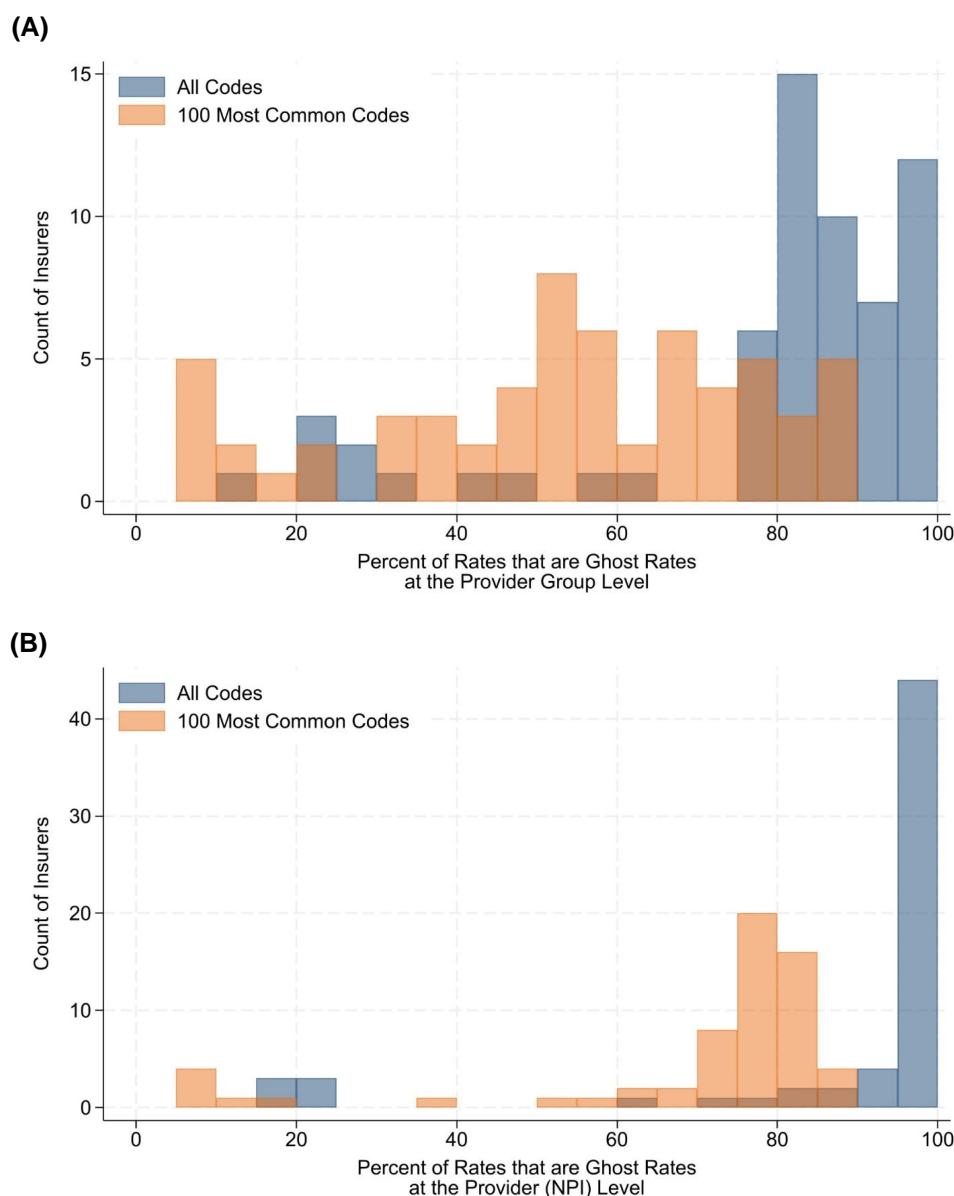 (A)
All Codes
100 Most Common Codes
15
10
5
0
Count of Insurers
0 20 40 60 80 100
Percent of Rates that are Ghost Rates
at the Provider Group Level
(B)
All Codes
100 Most Common Codes
40
30
20
10
0
Count of Insurers
0 20 40 60 80 100
Percent of Rates that are Ghost Rates
at the Provider (NPI) Level